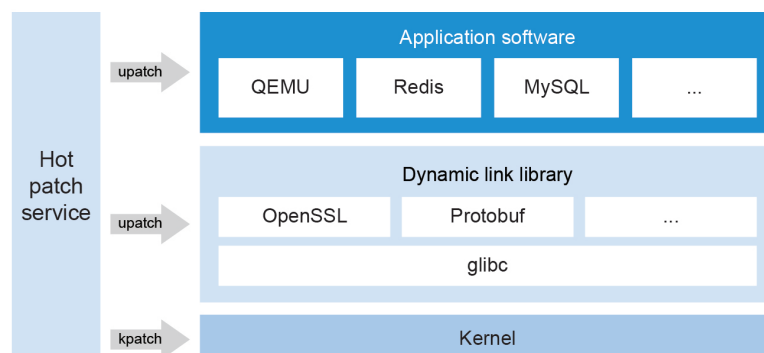 Hot
patch
service
upatch
Application software
QEMU Redis MySQL ...
upatch
Dynamic link library
OpenSSL Protobuf ...
glibc
kpatch
Kernel